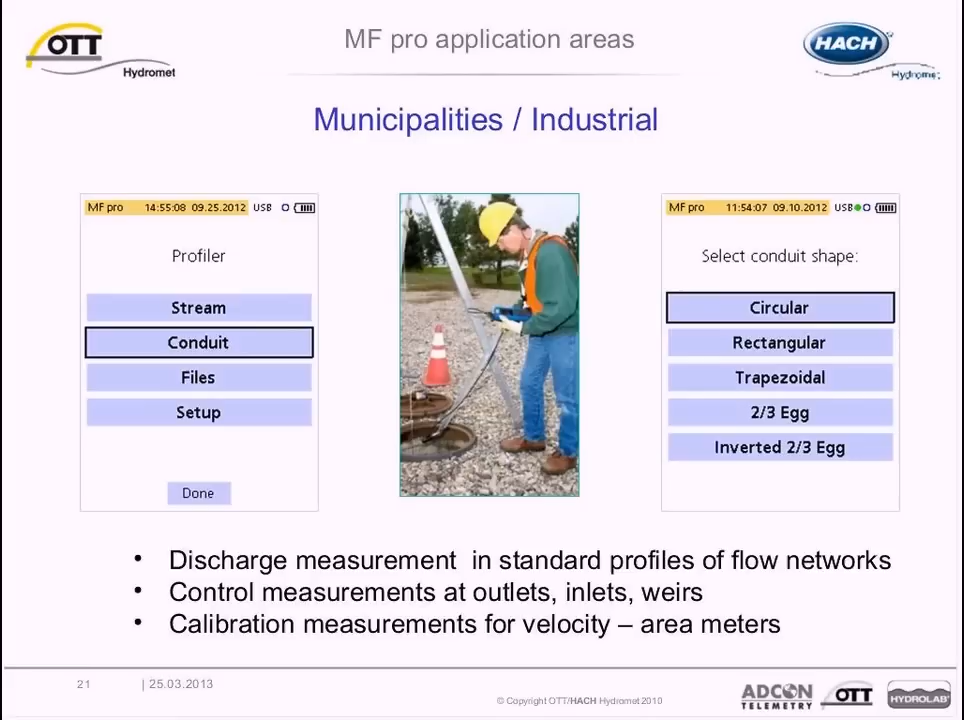 OTT
Hydromet
MF pro application areas
HACH
Hydromet
Municipalities / Industrial
MF pro 14:55:08 09.25.2012 USB
Profiler
Stream
Conduit
Files
Setup
Done
MF pro 11:54:07 09.10.2012 USB
Select conduit shape:
Circular
Rectangular
Trapezoidal
2/3 Egg
Inverted 2/3 Egg
• Discharge measurement in standard profiles of flow networks
• Control measurements at outlets, inlets, weirs
• Calibration measurements for velocity – area meters
21 | 25.03.2013
© Copyright OTT/HACH Hydromet 2010
ADCON
TELEMETRY
OTT
HYDROLAB